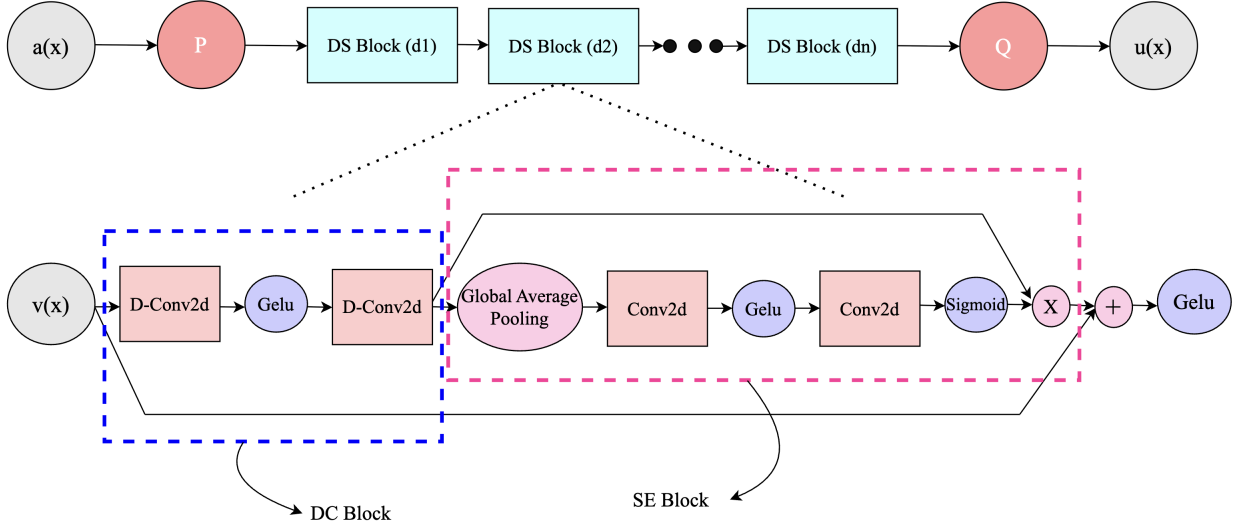 a(x)
P
DS Block (d1)
DS Block (d2)
DS Block (dn)
Q
u(x)
v(x)
D-Conv2d
Gelu
D-Conv2d
Global Average
Pooling
Conv2d
Gelu
Conv2d
Sigmoid
X
+
Gelu
DC Block
SE Block